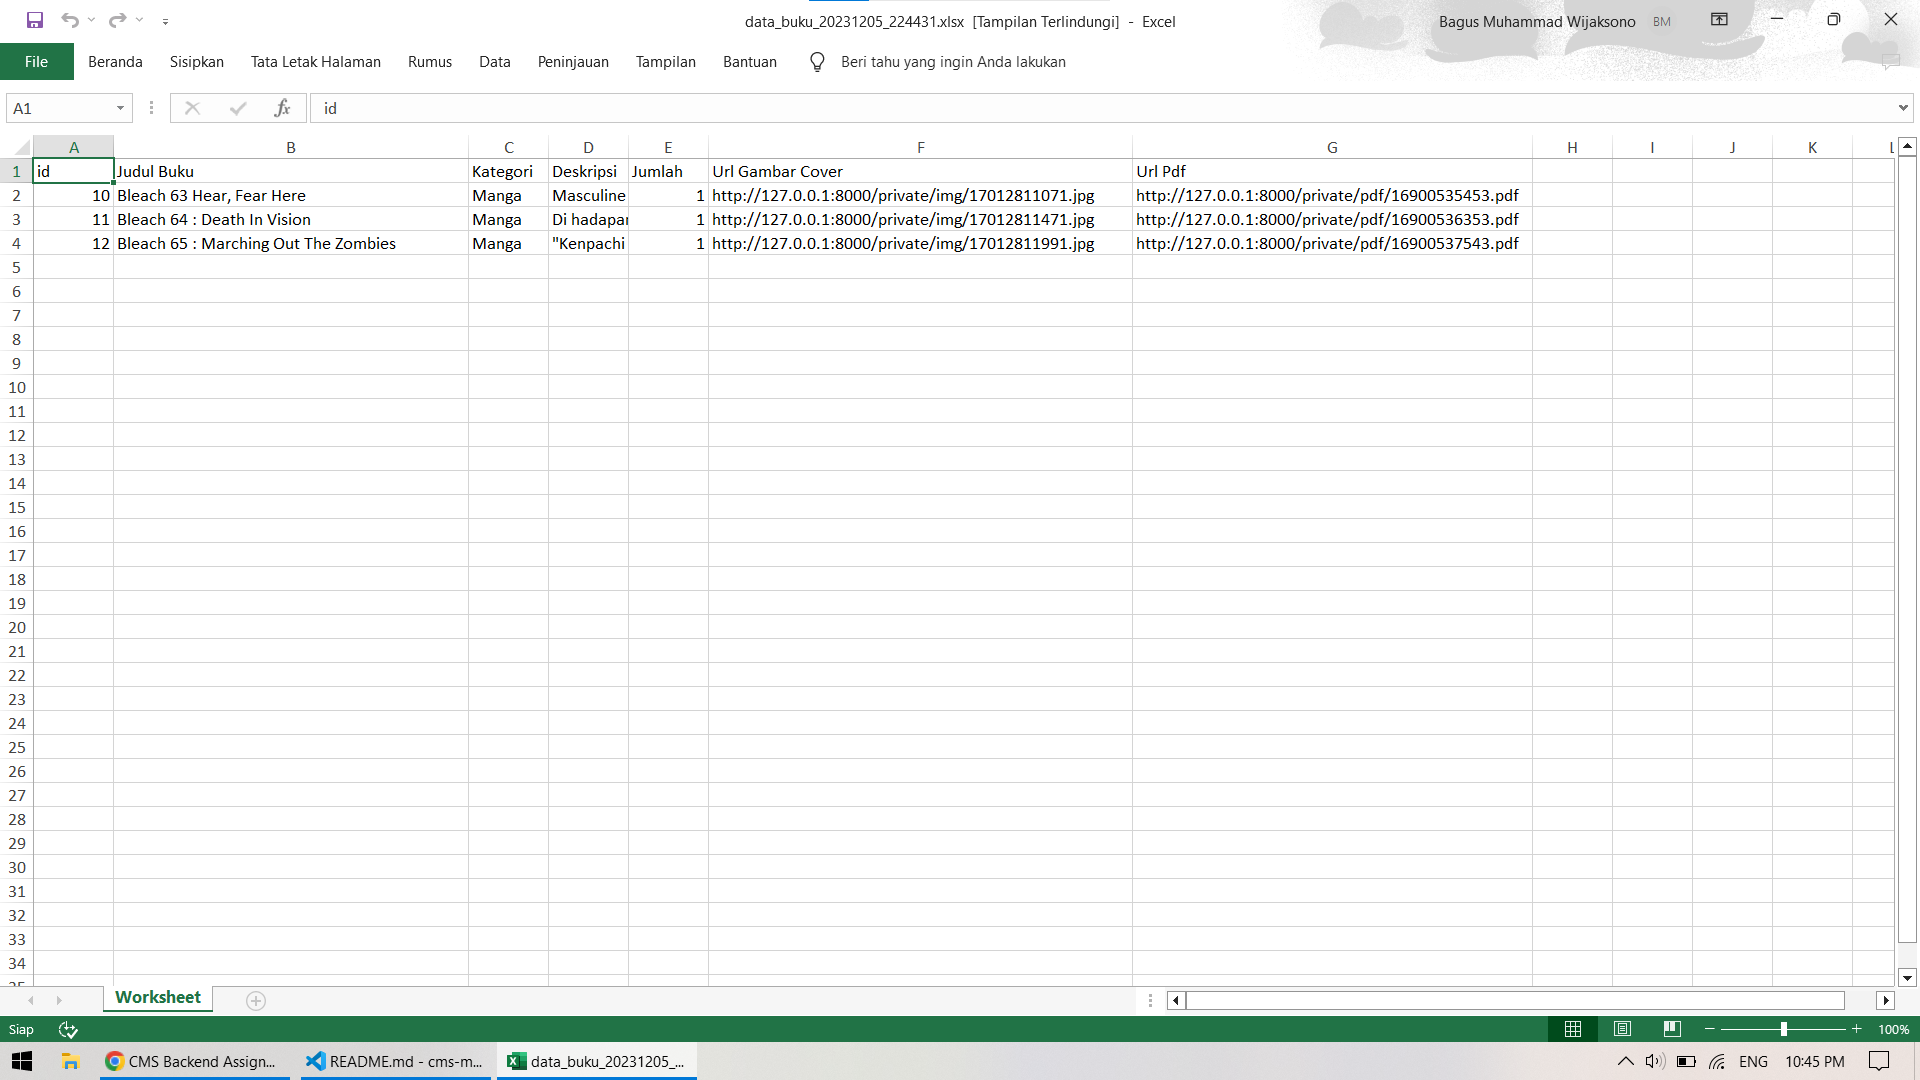 data_buku_20231205_224431.xlsx [Tampilan Terlindungi] - Excel
Bagus Muhammad Wijaksono BM
File Beranda Sisipkan Tata Letak Halaman Rumus Data Peninjauan Tampilan Bantuan Beri tahu yang ingin Anda lakukan
A1 fx id
A B C D E F G H I J K L
1 id Judul Buku Kategori Deskripsi Jumlah Url Gambar Cover Url Pdf
2 10 Bleach 63 Hear, Fear Here Manga Masculine 1 http://127.0.0.1:8000/private/img/17012811071.jpg http://127.0.0.1:8000/private/pdf/16900535453.pdf
3 11 Bleach 64 : Death In Vision Manga Di hadapan 1 http://127.0.0.1:8000/private/img/17012811471.jpg http://127.0.0.1:8000/private/pdf/16900536353.pdf
4 12 Bleach 65 : Marching Out The Zombies Manga "Kenpachi 1 http://127.0.0.1:8000/private/img/17012811991.jpg http://127.0.0.1:8000/private/pdf/16900537543.pdf
5
6
7
8
9
10
11
12
13
14
15
16
17
18
19
20
21
22
23
24
25
26
27
28
29
30
31
32
33
34
35
Worksheet
Siap 100%
CMS Backend Assign... README.md - cms-m... data_buku_20231205_... ENG 10:45 PM